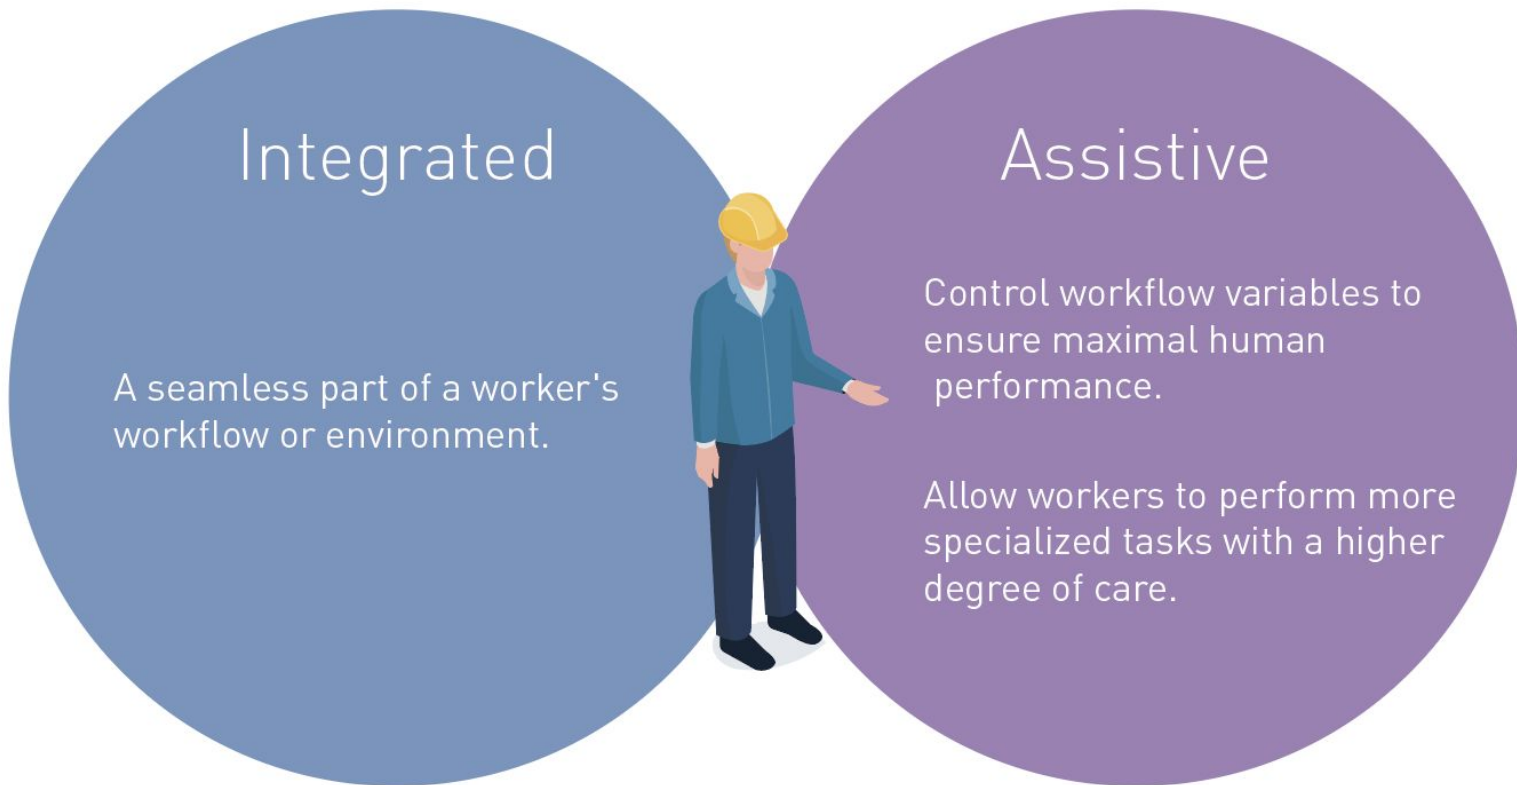 Integrated
A seamless part of a worker's
workflow or environment.
Assistive
Control workflow variables to
ensure maximal human
performance.
Allow workers to perform more
specialized tasks with a higher
degree of care.